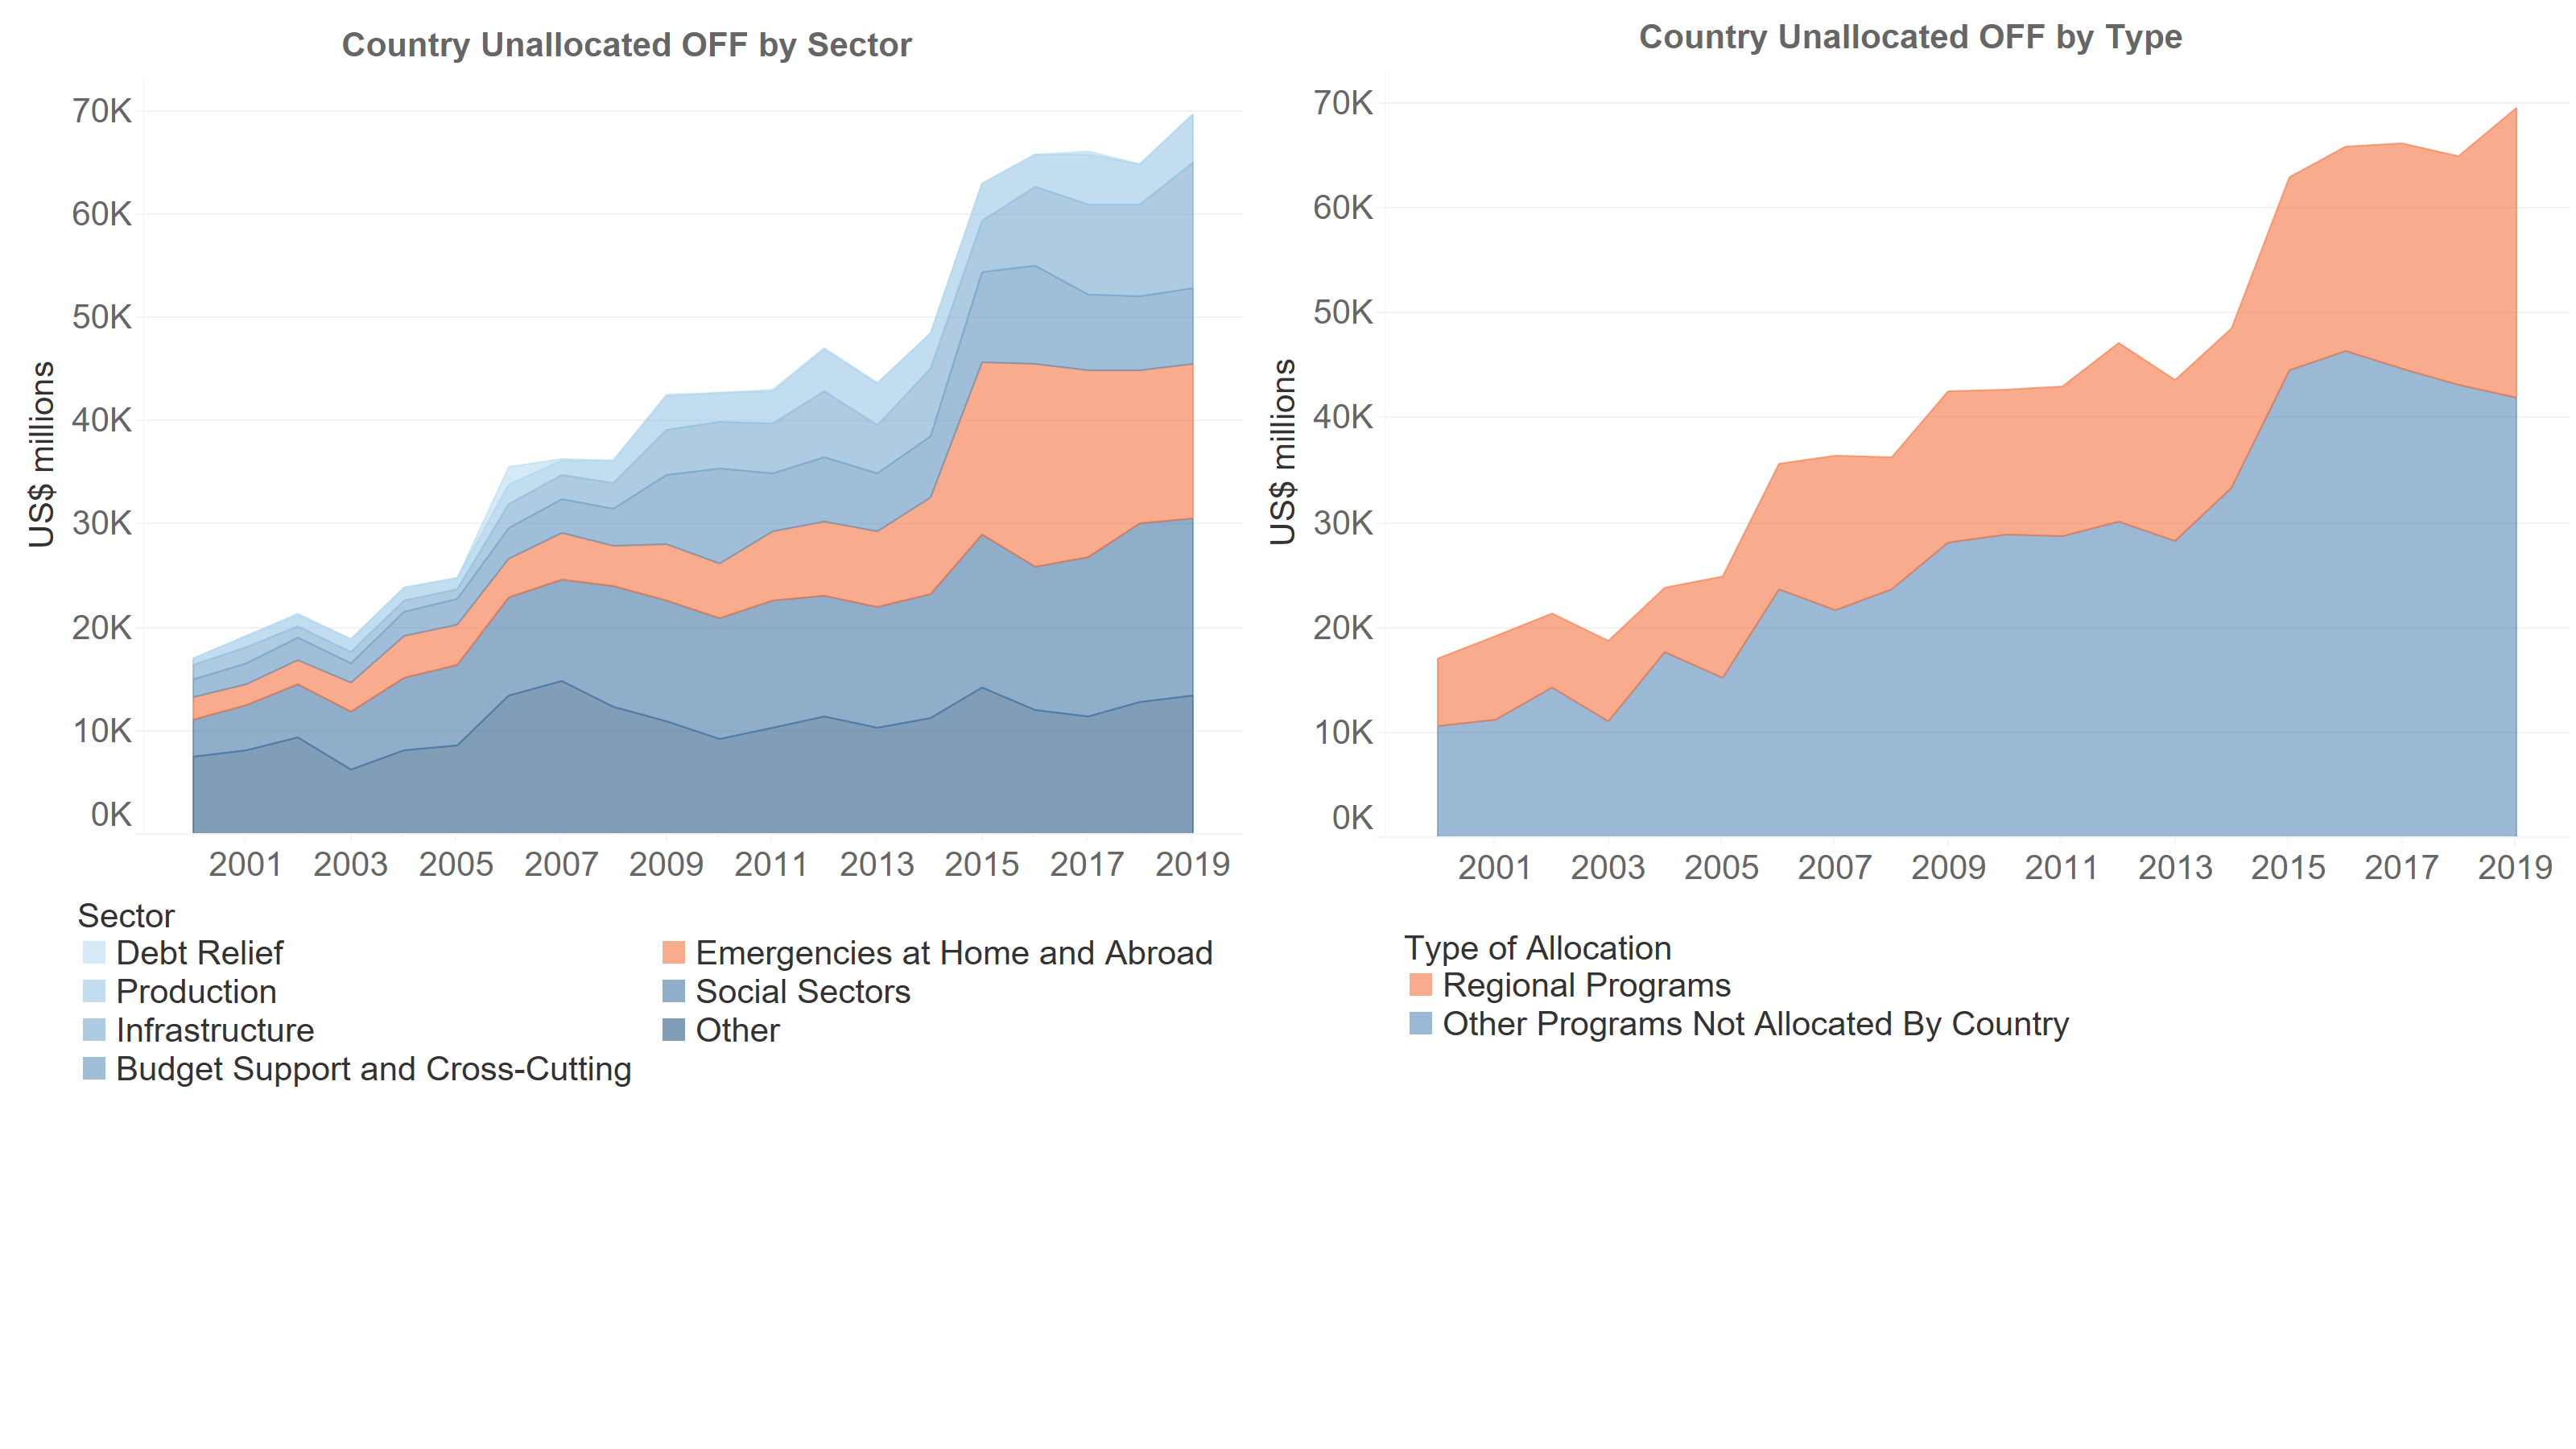 Country Unallocated OFF by Sector
70K
60K
50K
40K
30K
20K
10K
0K
US$ millions
2001 2003 2005 2007 2009 2011 2013 2015 2017 2019
Sector
Debt Relief
Production
Infrastructure
Budget Support and Cross-Cutting
Emergencies at Home and Abroad
Social Sectors
Other
Country Unallocated OFF by Type
70K
60K
50K
40K
30K
20K
10K
0K
US$ millions
2001 2003 2005 2007 2009 2011 2013 2015 2017 2019
Type of Allocation
Regional Programs
Other Programs Not Allocated By Country